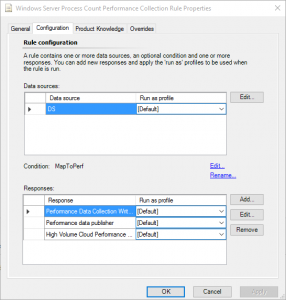 Windows Server Process Count Performance Collection Rule Properties
General Configuration Product Knowledge Overrides
Rule configuration
A rule contains one or more data sources, an optional condition and one or more
responses. You can add new responses and apply the 'run as' profiles to be used when
the rule is run.
Data sources:
Data source Run as profile
DS [Default]
Edit...
Condition: MapToPerf
Edit...
Rename...
Responses:
Response Run as profile
Performance Data Collection Writ... [Default]
Performance data publisher [Default]
High Volume Cloud Performance ... [Default]
Add...
Edit...
Remove
OK Cancel Apply